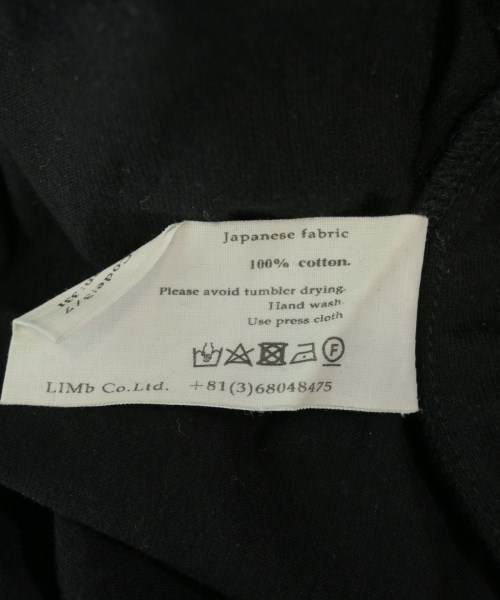 Japanese fabric
100% cotton.
Please avoid tumbler drying.
Hand wash.
Use press cloth
F
LIMb Co.Ltd. +81(3)68048475